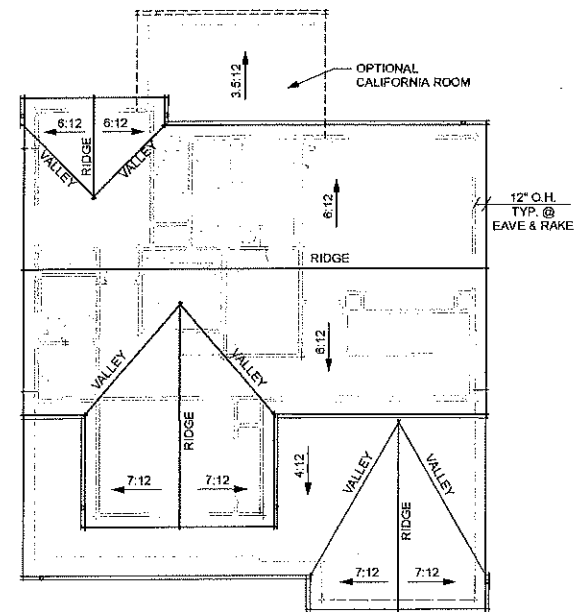 OPTIONAL
CALIFORNIA ROOM
3.5:12
6:12 6:12
VALLEY
RIDGE
VALLEY
6:12
12" O.H.
TYP. @
EAVE & RAKE
RIDGE
6:12
VALLEY
VALLEY
RIDGE
7:12 7:12
4:12
VALLEY
VALLEY
RIDGE
7:12 7:12